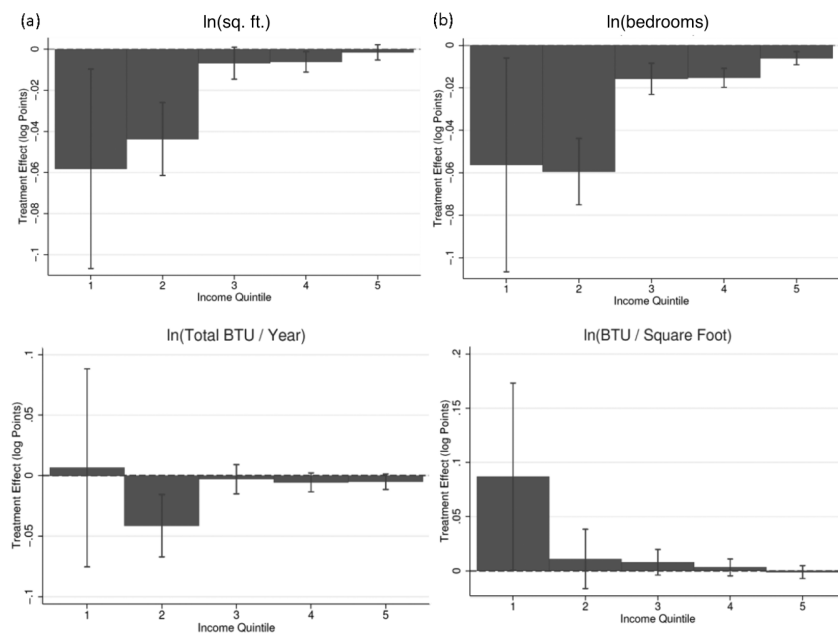 (a) ln(sq. ft.)
Treatment Effect (log Points)
0
-.02
-.04
-.06
-.08
-.1
1 2 3 4 5
Income Quintile
(b) ln(bedrooms)
Treatment Effect (log Points)
0
-.02
-.04
-.06
-.08
-.1
1 2 3 4 5
Income Quintile
ln(Total BTU / Year)
Treatment Effect (log Points)
.1
.05
0
-.05
-.1
1 2 3 4 5
Income Quintile
ln(BTU / Square Foot)
Treatment Effect (log Points)
.2
.15
.1
.05
0
1 2 3 4 5
Income Quintile